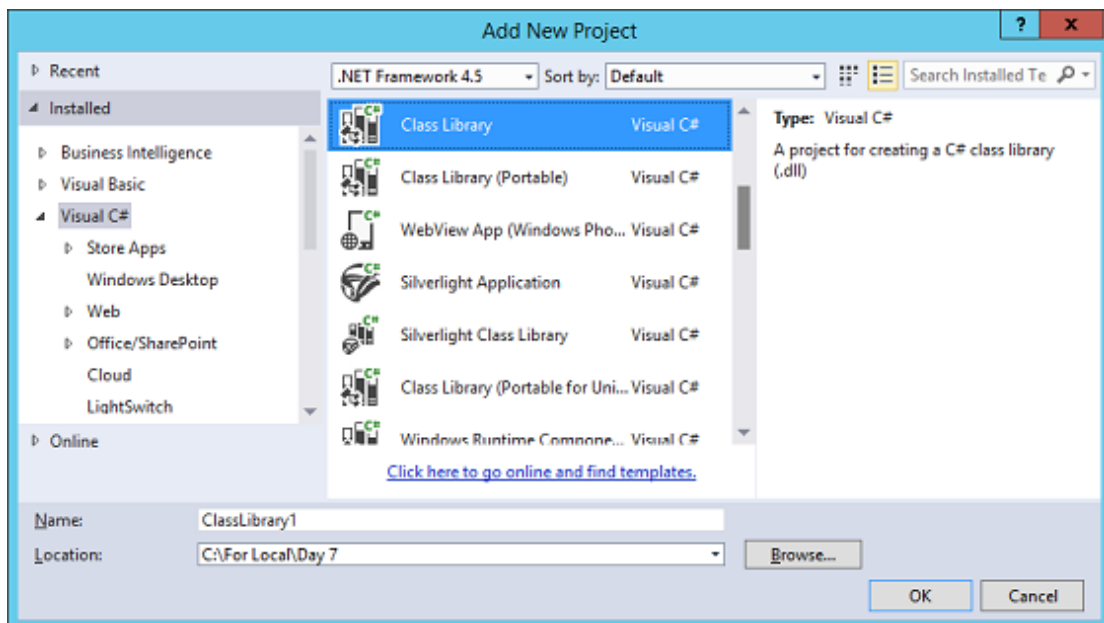 Add New Project
? x
Recent
.NET Framework 4.5 Sort by: Default Search Installed Te
Installed
Business Intelligence
Visual Basic
Visual C#
Store Apps
Windows Desktop
Web
Office/SharePoint
Cloud
LightSwitch
Online
C# Class Library Visual C#
C# Class Library (Portable) Visual C#
C# WebView App (Windows Pho... Visual C#
C# Silverlight Application Visual C#
C# Silverlight Class Library Visual C#
C# Class Library (Portable for Uni... Visual C#
Windows Runtime Compone... Visual C#
Click here to go online and find templates.
Type: Visual C#
A project for creating a C# class library
(.dll)
Name: ClassLibrary1
Location: C:\For Local\Day 7 Browse...
OK Cancel